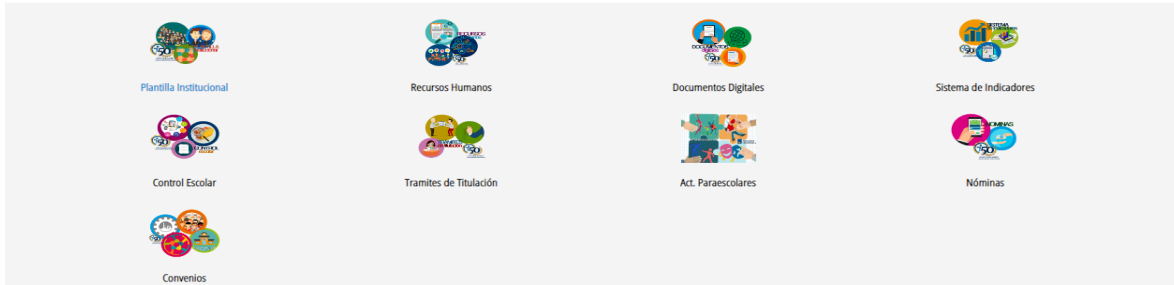 Plantilla Institucional
Recursos Humanos
Documentos Digitales
Sistema de Indicadores
Control Escolar
Tramites de Titulación
Act. Paraescolares
Nóminas
Convenios